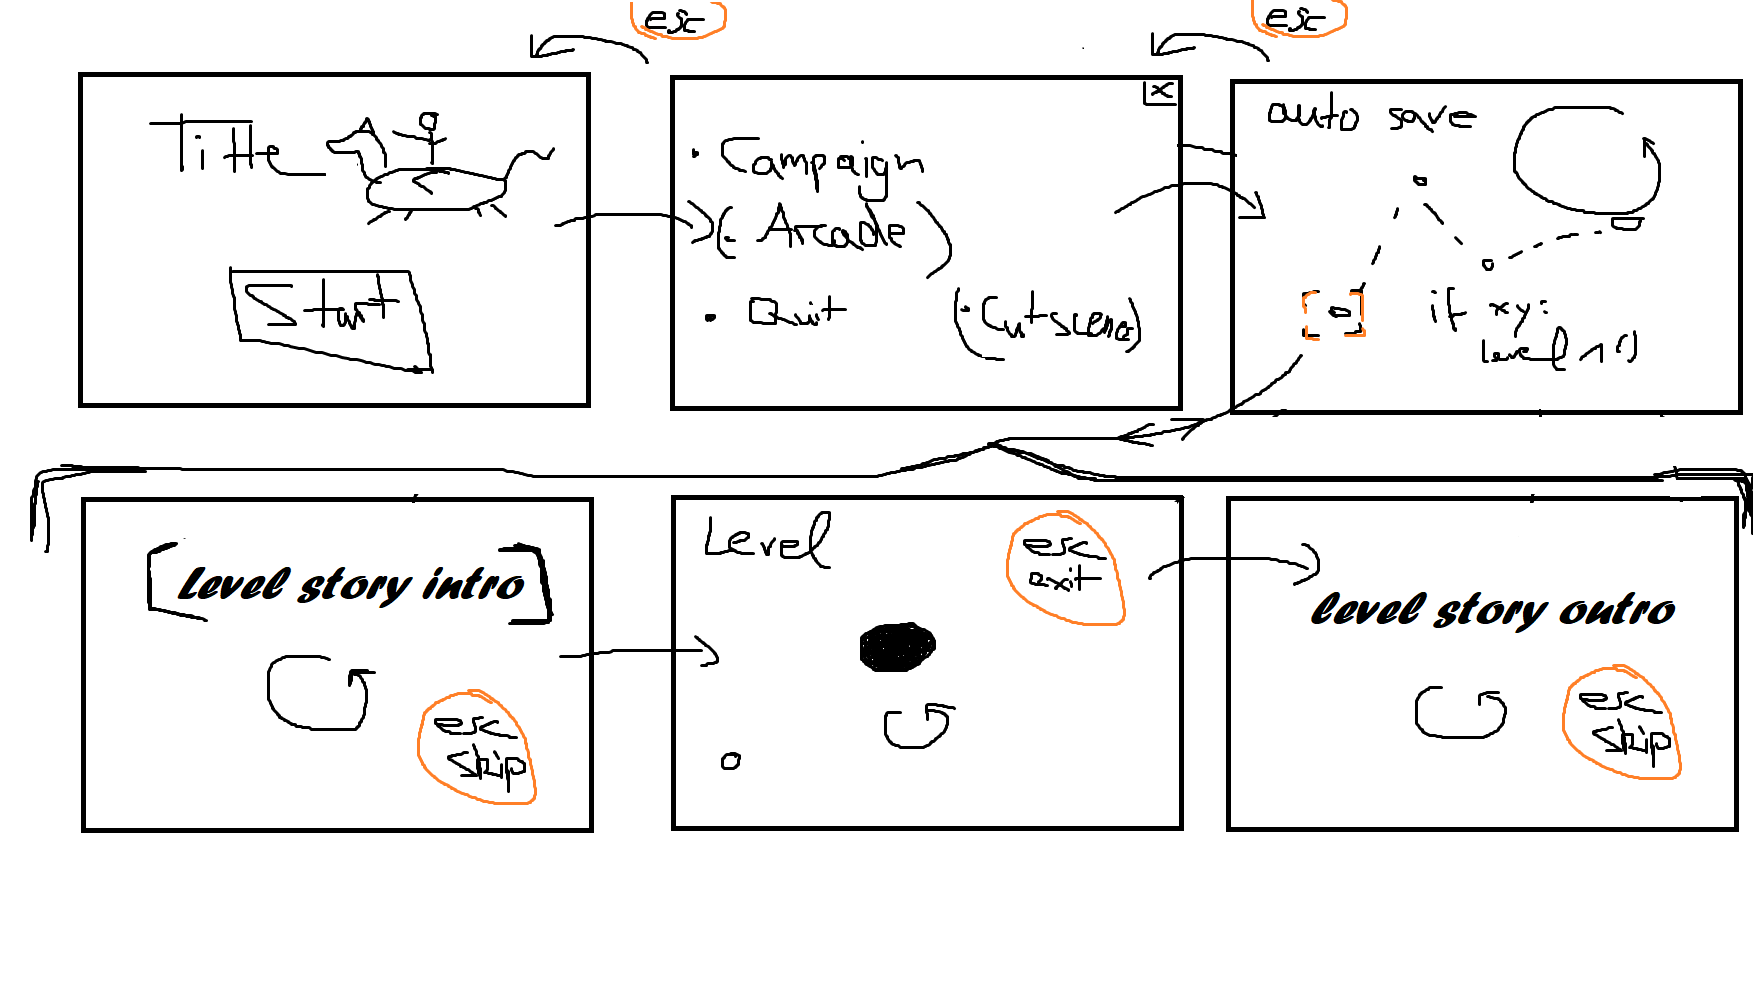 esc
esc
Title
Start
x
• Campaign
(• Arcade)
• Quit
(• Cutscene)
auto save
if xy:
level 1()
Level story intro
esc
skip
Level
esc
exit
level story outro
esc
skip